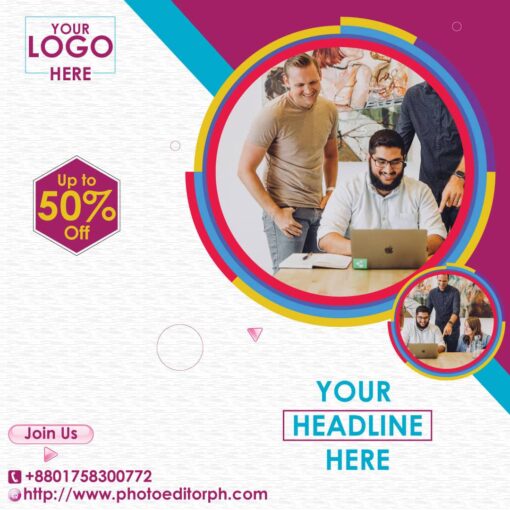 YOUR
LOGO
HERE
Up to
50%
Off
YOUR
HEADLINE
HERE
Join Us
+8801758300772
http://www.photoeditorph.com